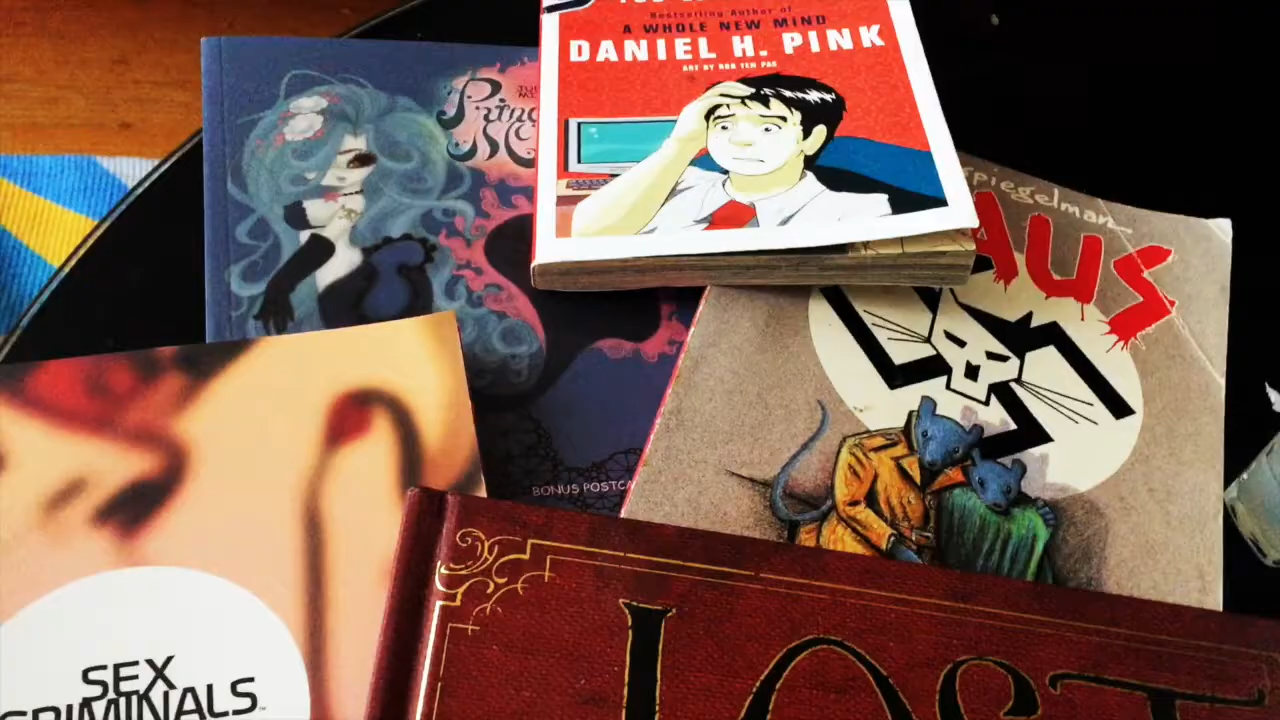 Bestselling Author of
A WHOLE NEW MIND
DANIEL H. PINK
ART BY ROB TEN PAS
spiegelman
AUS
BONUS POSTCA
SEX
CRIMINALS
LOST